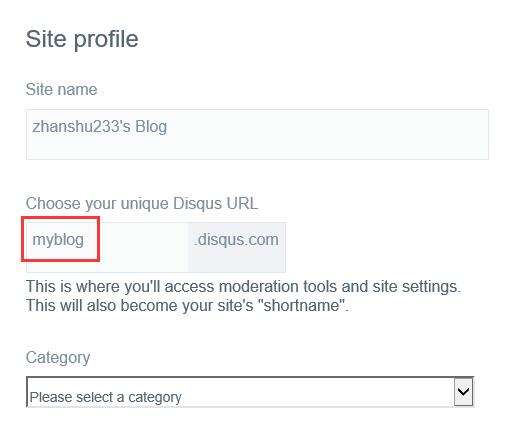 Site profile
Site name
zhanshu233's Blog
Choose your unique Disqus URL
myblog .disqus.com
This is where you'll access moderation tools and site settings.
This will also become your site's "shortname".
Category
Please select a category